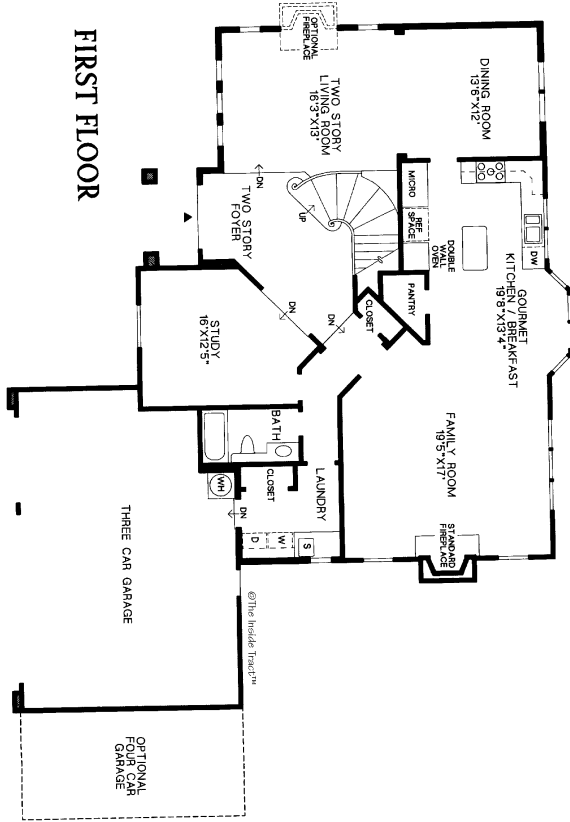 FIRST FLOOR
OPTIONAL
FIREPLACE
DINING ROOM
13'6"X12'
TWO STORY
LIVING ROOM
16'3"X13'
DN
TWO STORY
FOYER
UP
MICRO
REF
SPACE
DOUBLE
WALL
OVEN
DW
GOURMET
KITCHEN / BREAKFAST
19'8"X13'4"
PANTRY
CLOSET
DN
DN
STUDY
16'X12'5"
FAMILY ROOM
19'5"X17'
STANDARD
FIREPLACE
BATH
LAUNDRY
CLOSET
WH
DN
D
W
S
THREE CAR GARAGE
©The Inside Tract™
OPTIONAL
FOUR CAR
GARAGE